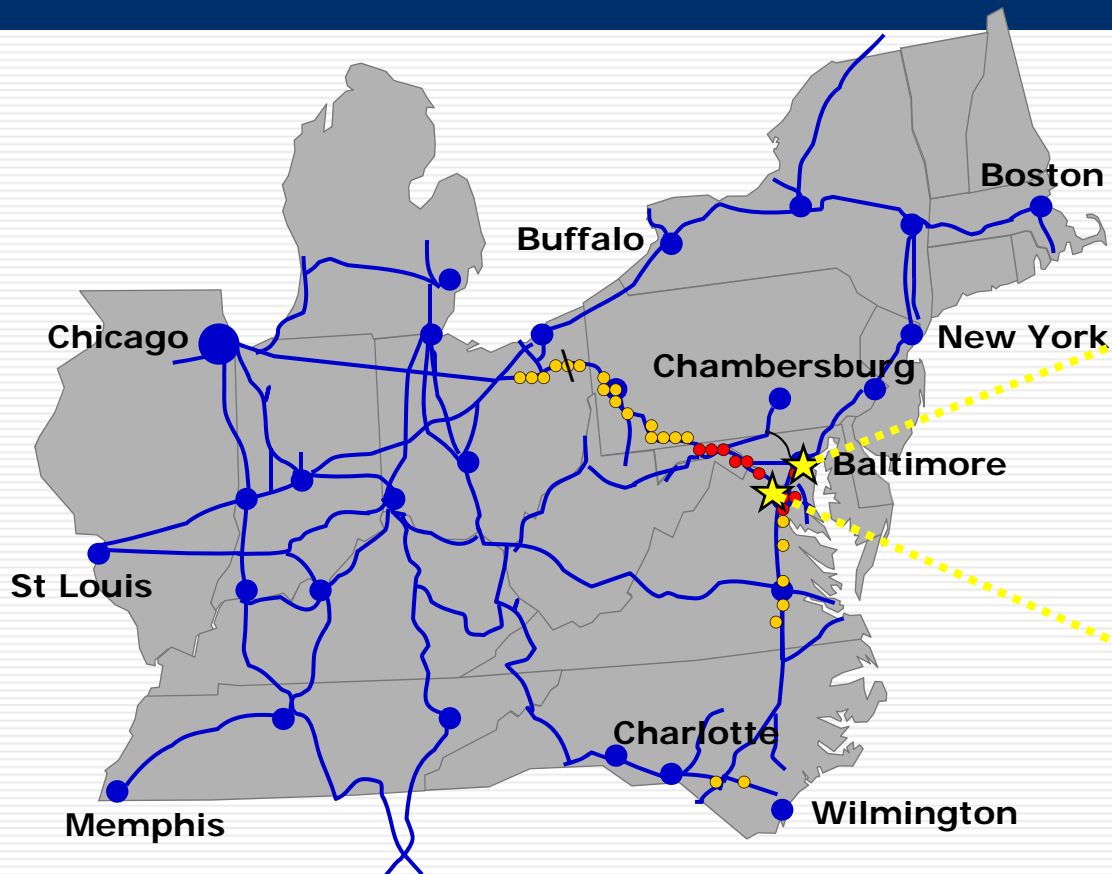 Boston
Buffalo
Chicago
New York
Chambersburg
Baltimore
St Louis
Charlotte
Wilmington
Memphis